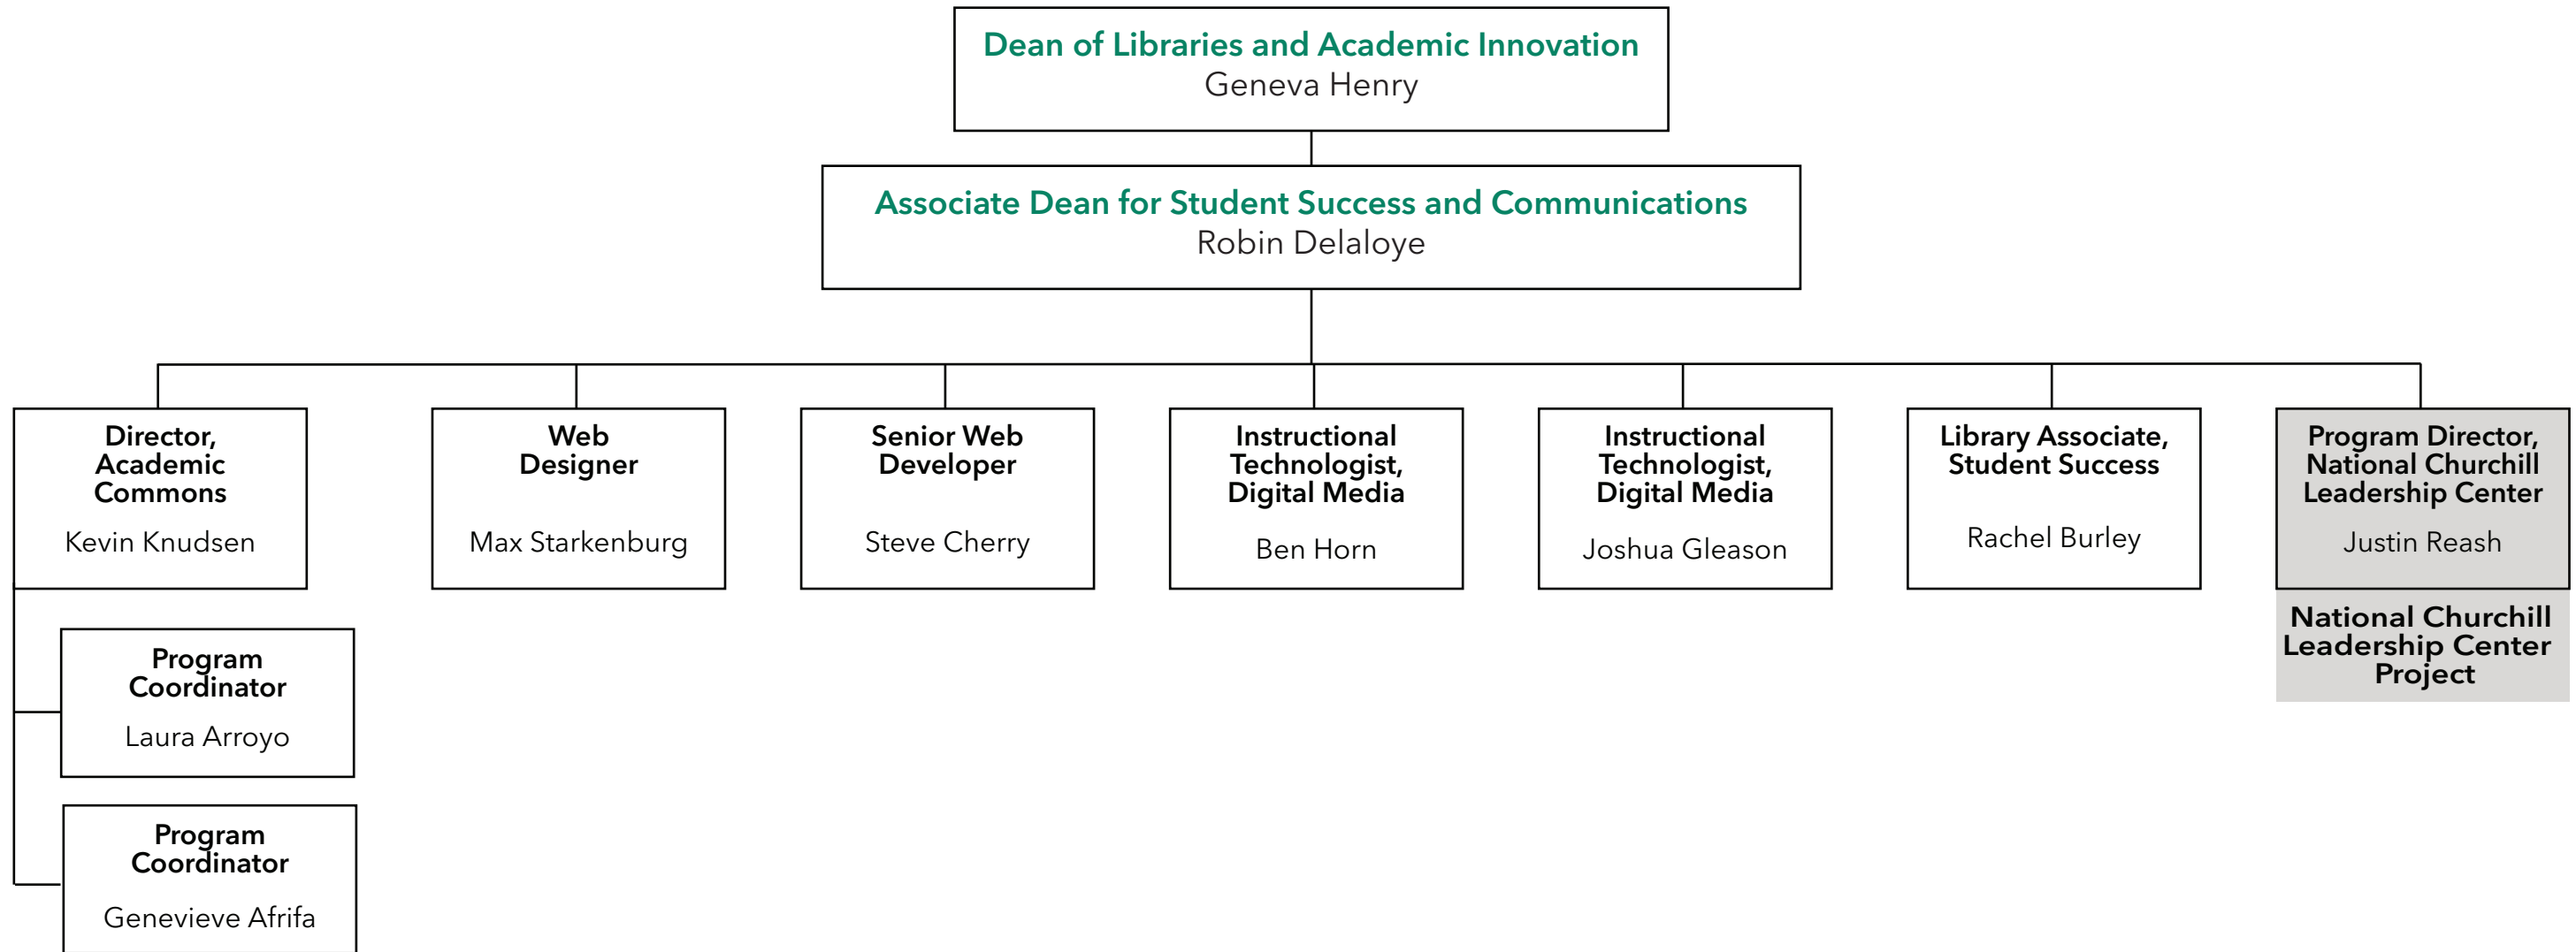 Dean of Libraries and Academic Innovation
Geneva Henry
Associate Dean for Student Success and Communications
Robin Delaloye
Director,
Academic
Commons
Kevin Knudsen
Web
Designer
Max Starkenburg
Senior Web
Developer
Steve Cherry
Instructional
Technologist,
Digital Media
Ben Horn
Instructional
Technologist,
Digital Media
Joshua Gleason
Library Associate,
Student Success
Rachel Burley
Program Director,
National Churchill
Leadership Center
Justin Reash
National Churchill
Leadership Center
Project
Program
Coordinator
Laura Arroyo
Program
Coordinator
Genevieve Afrifa